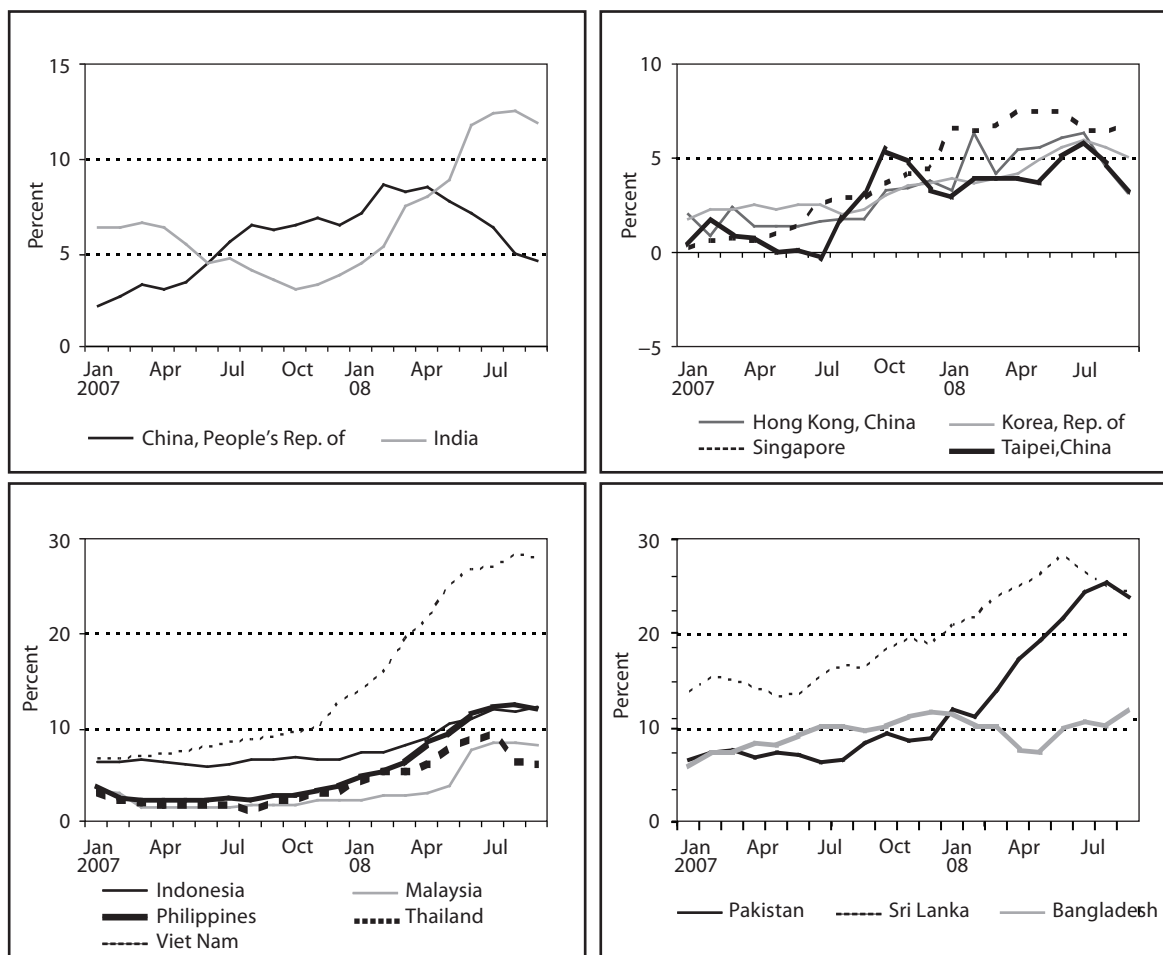 15
10
5
0
Percent
Jan Apr Jul Oct Jan Apr Jul
2007 08
China, People's Rep. of India
10
5
0
−5
Percent
Jan Apr Jul Oct Jan Apr Jul
2007 08
Hong Kong, China Korea, Rep. of
Singapore Taipei,China
30
20
10
0
Percent
Jan Apr Jul Oct Jan Apr Jul
2007 08
Indonesia Malaysia
Philippines Thailand
Viet Nam
30
20
10
0
Percent
Jan Apr Jul Oct Jan Apr Jul
2007 08
Pakistan Sri Lanka Bangladesh